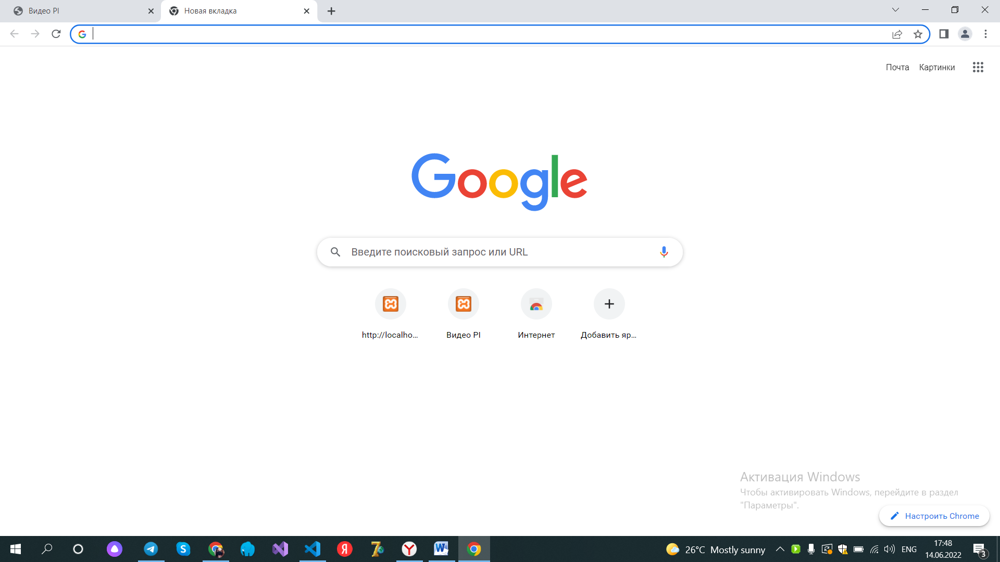 Видео PI
Новая вкладка
Почта
Картинки
Google
Введите поисковый запрос или URL
http://localho...
Видео PI
Интернет
Добавить яр...
Активация Windows
Чтобы активировать Windows, перейдите в раздел
"Параметры".
Настроить Chrome
26°C Mostly sunny
ENG
17:48
14.06.2022
3